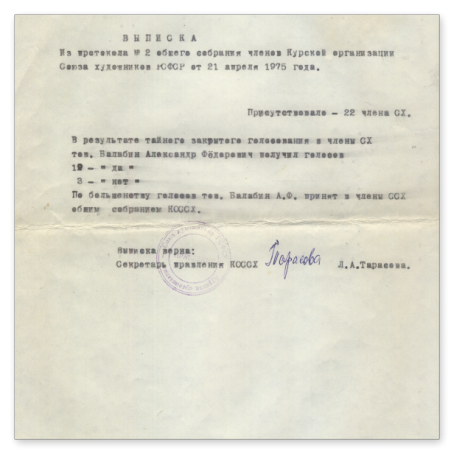 ВЫПИСКА
Из протокола № 2 общего собрания членов Курской организации
Союза художников РСФСР от 21 апреля 1975 года.
Присутствовало - 22 члена СХ.
В результате тайного закрытого голосования в члены СХ
тов. Балабин Александр Фёдорович получил голосов
19 - " да "
3 - " нет "
По большинству голосов тов. Балабин А.Ф. принят в члены ССХ
общим собранием КОССХ.
Выписка верна:
Секретарь правления КОССХ Тарасова Л.А.Тарасова.